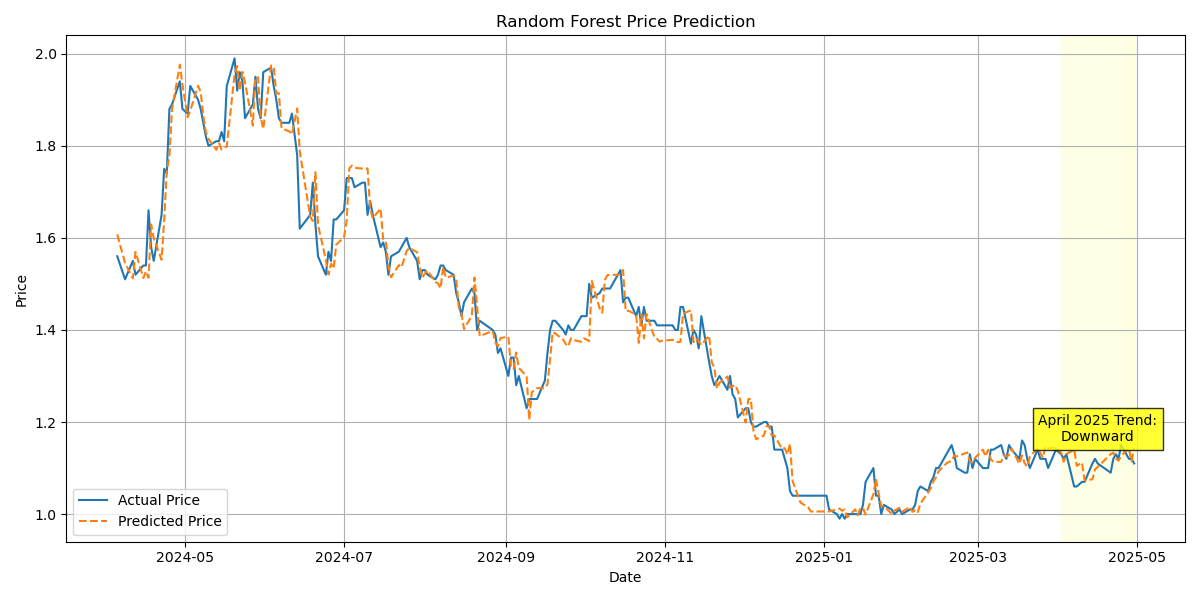 Random Forest Price Prediction
2.0
1.8
1.6
1.4
1.2
1.0
Price
April 2025 Trend:
Downward
Actual Price
Predicted Price
2024-05
2024-07
2024-09
2024-11
2025-01
2025-03
2025-05
Date